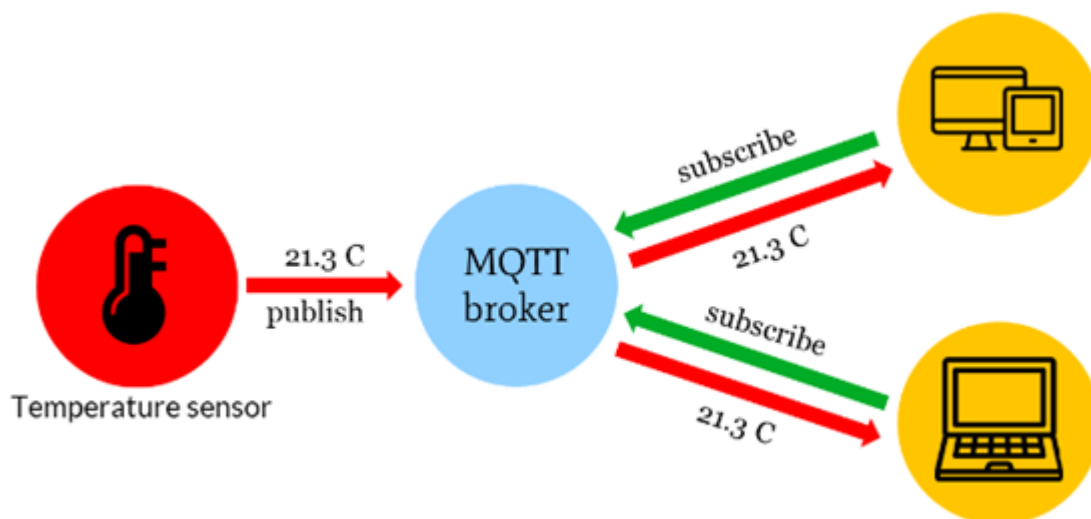 21.3 C
publish
Temperature sensor
MQTT
broker
subscribe
21.3 C
subscribe
21.3 C